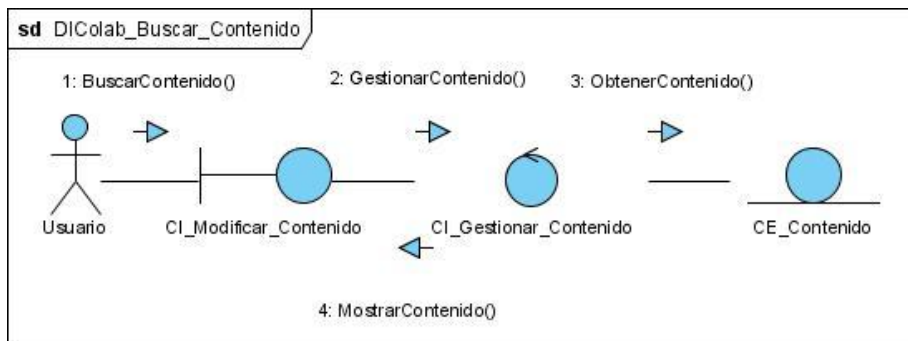 sd DIColab_Buscar_Contenido
1: BuscarContenido()
2: GestionarContenido()
3: ObtenerContenido()
Usuario
CI_Modificar_Contenido
CI_Gestionar_Contenido
CE_Contenido
4: MostrarContenido()